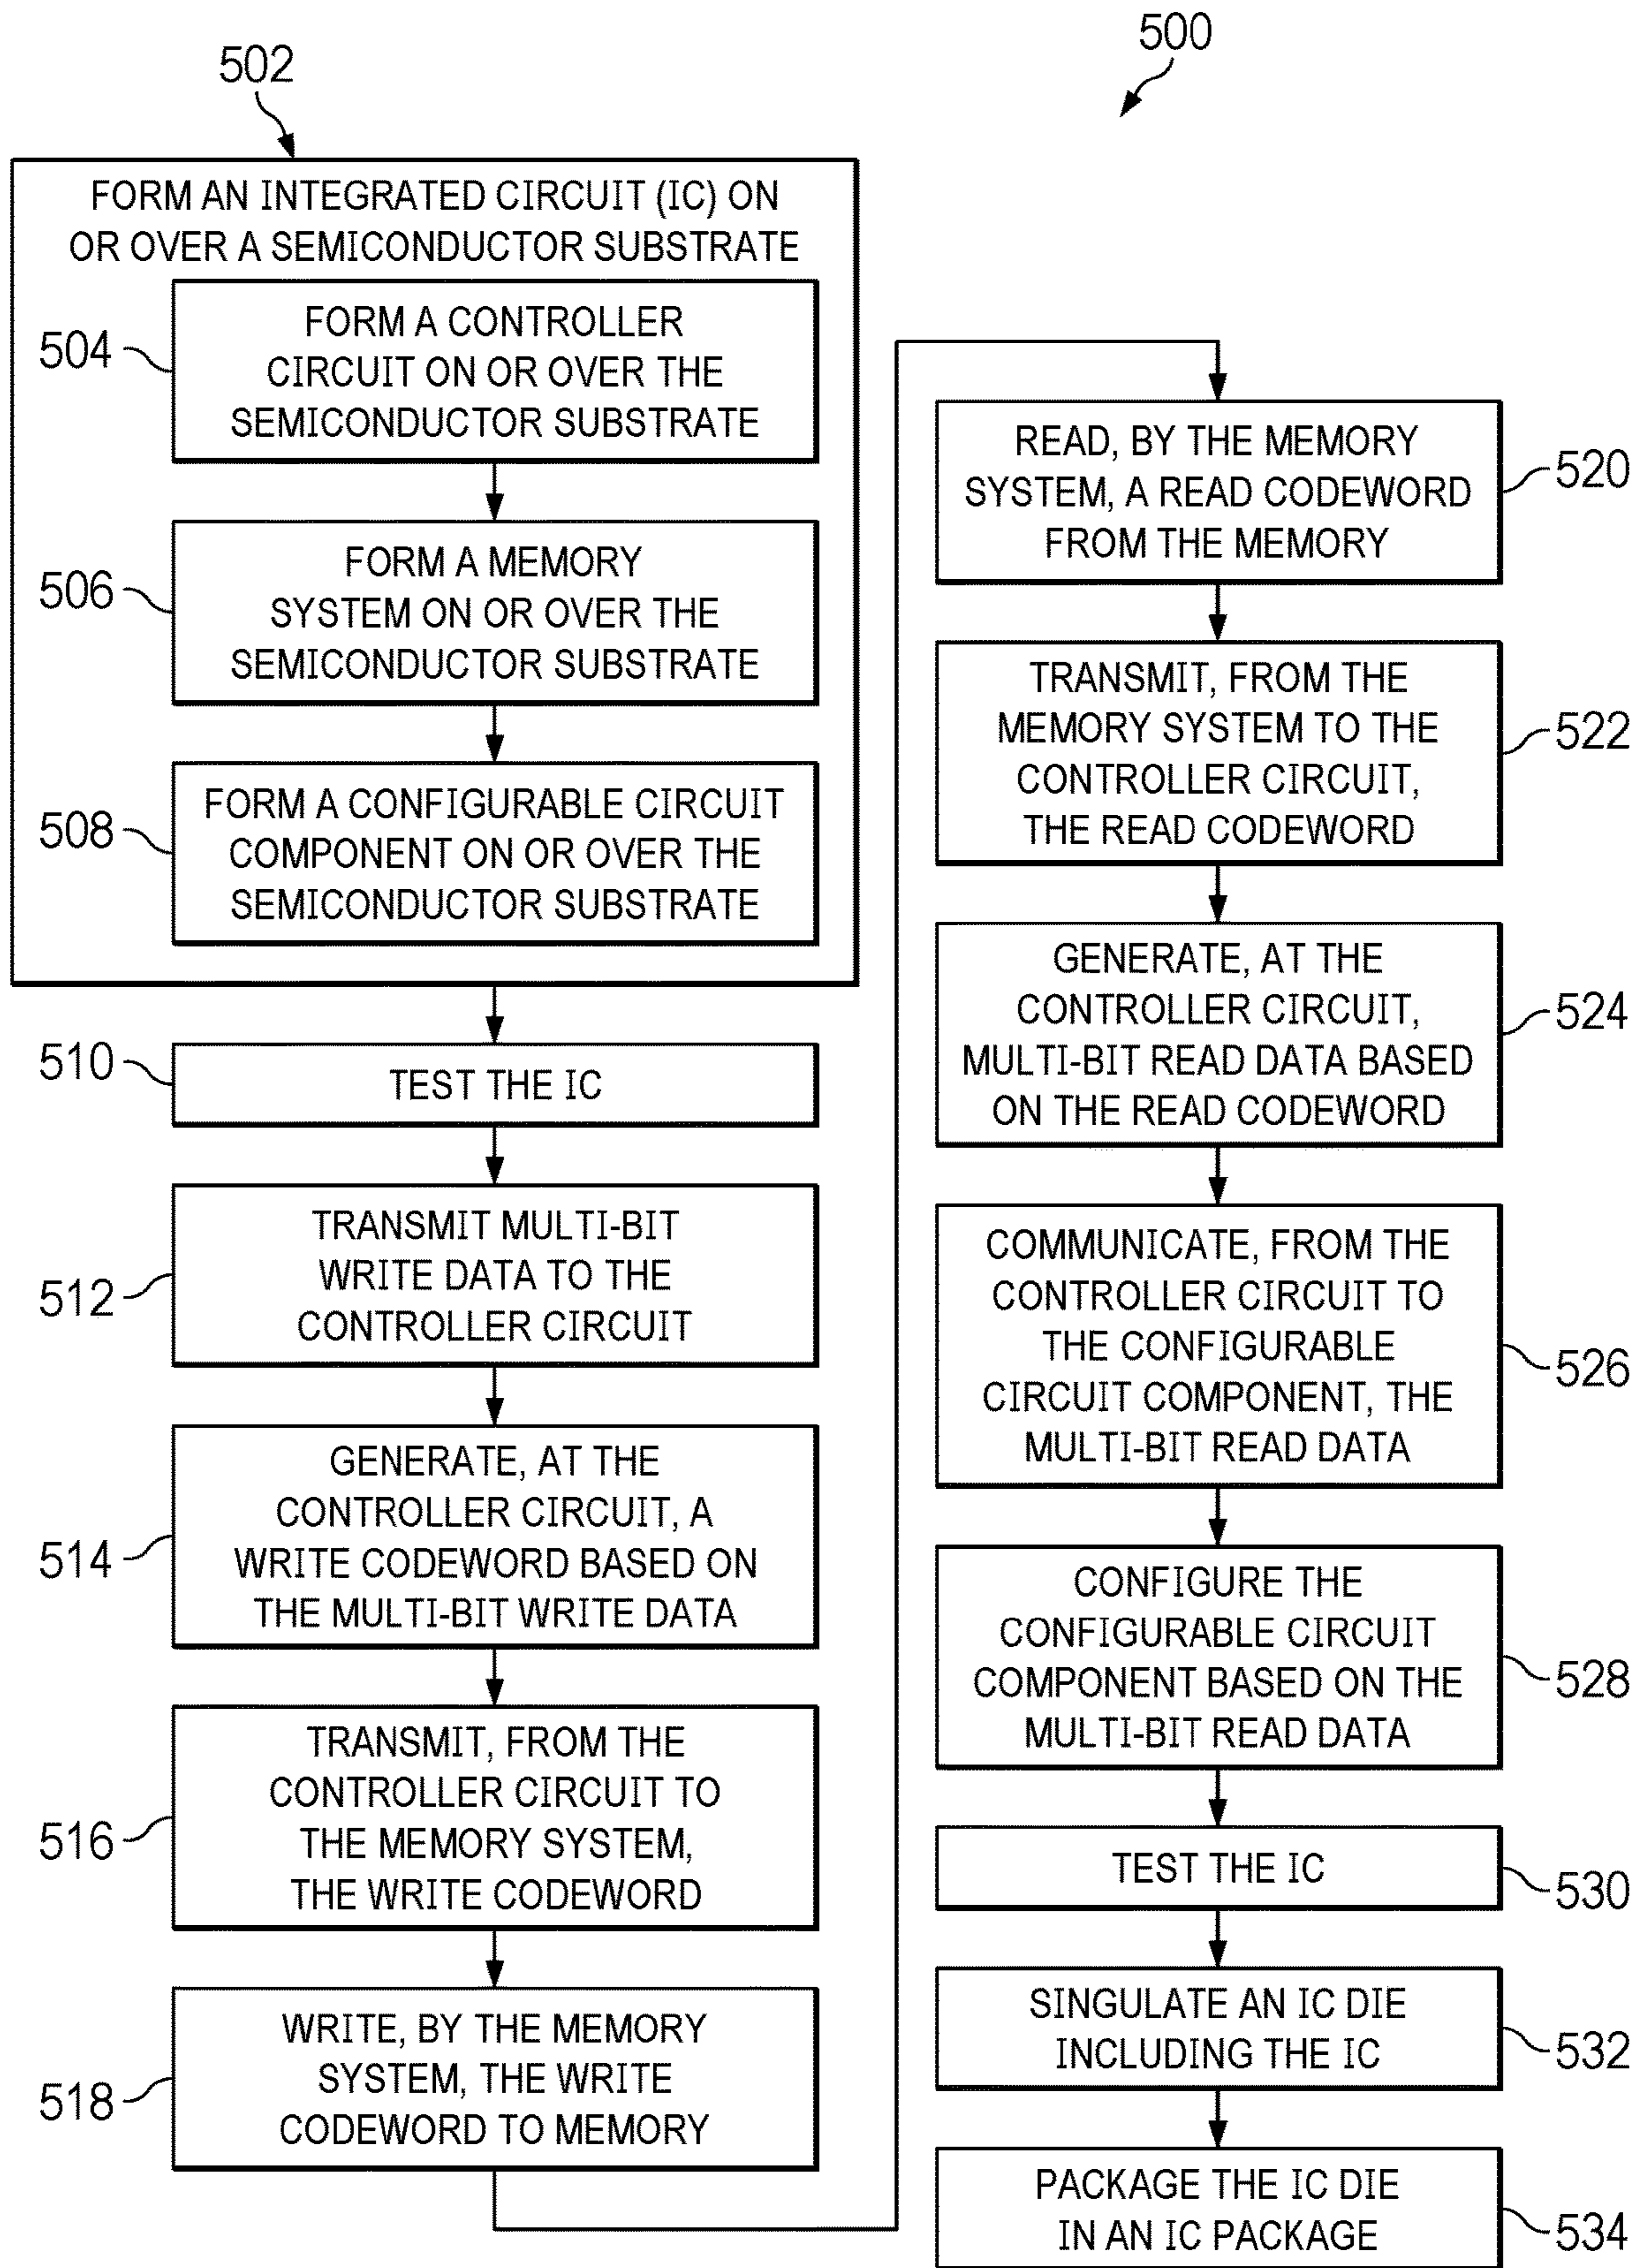 500
502
FORM AN INTEGRATED CIRCUIT (IC) ON
OR OVER A SEMICONDUCTOR SUBSTRATE
504
FORM A CONTROLLER
CIRCUIT ON OR OVER THE
SEMICONDUCTOR SUBSTRATE
506
FORM A MEMORY
SYSTEM ON OR OVER THE
SEMICONDUCTOR SUBSTRATE
508
FORM A CONFIGURABLE CIRCUIT
COMPONENT ON OR OVER THE
SEMICONDUCTOR SUBSTRATE
510
TEST THE IC
512
TRANSMIT MULTI-BIT
WRITE DATA TO THE
CONTROLLER CIRCUIT
514
GENERATE, AT THE
CONTROLLER CIRCUIT, A
WRITE CODEWORD BASED ON
THE MULTI-BIT WRITE DATA
516
TRANSMIT, FROM THE
CONTROLLER CIRCUIT TO
THE MEMORY SYSTEM,
THE WRITE CODEWORD
518
WRITE, BY THE MEMORY
SYSTEM, THE WRITE
CODEWORD TO MEMORY
READ, BY THE MEMORY
SYSTEM, A READ CODEWORD
FROM THE MEMORY
520
TRANSMIT, FROM THE
MEMORY SYSTEM TO THE
CONTROLLER CIRCUIT,
THE READ CODEWORD
522
GENERATE, AT THE
CONTROLLER CIRCUIT,
MULTI-BIT READ DATA BASED
ON THE READ CODEWORD
524
COMMUNICATE, FROM THE
CONTROLLER CIRCUIT TO
THE CONFIGURABLE
CIRCUIT COMPONENT, THE
MULTI-BIT READ DATA
526
CONFIGURE THE
CONFIGURABLE CIRCUIT
COMPONENT BASED ON THE
MULTI-BIT READ DATA
528
TEST THE IC
530
SINGULATE AN IC DIE
INCLUDING THE IC
532
PACKAGE THE IC DIE
IN AN IC PACKAGE
534